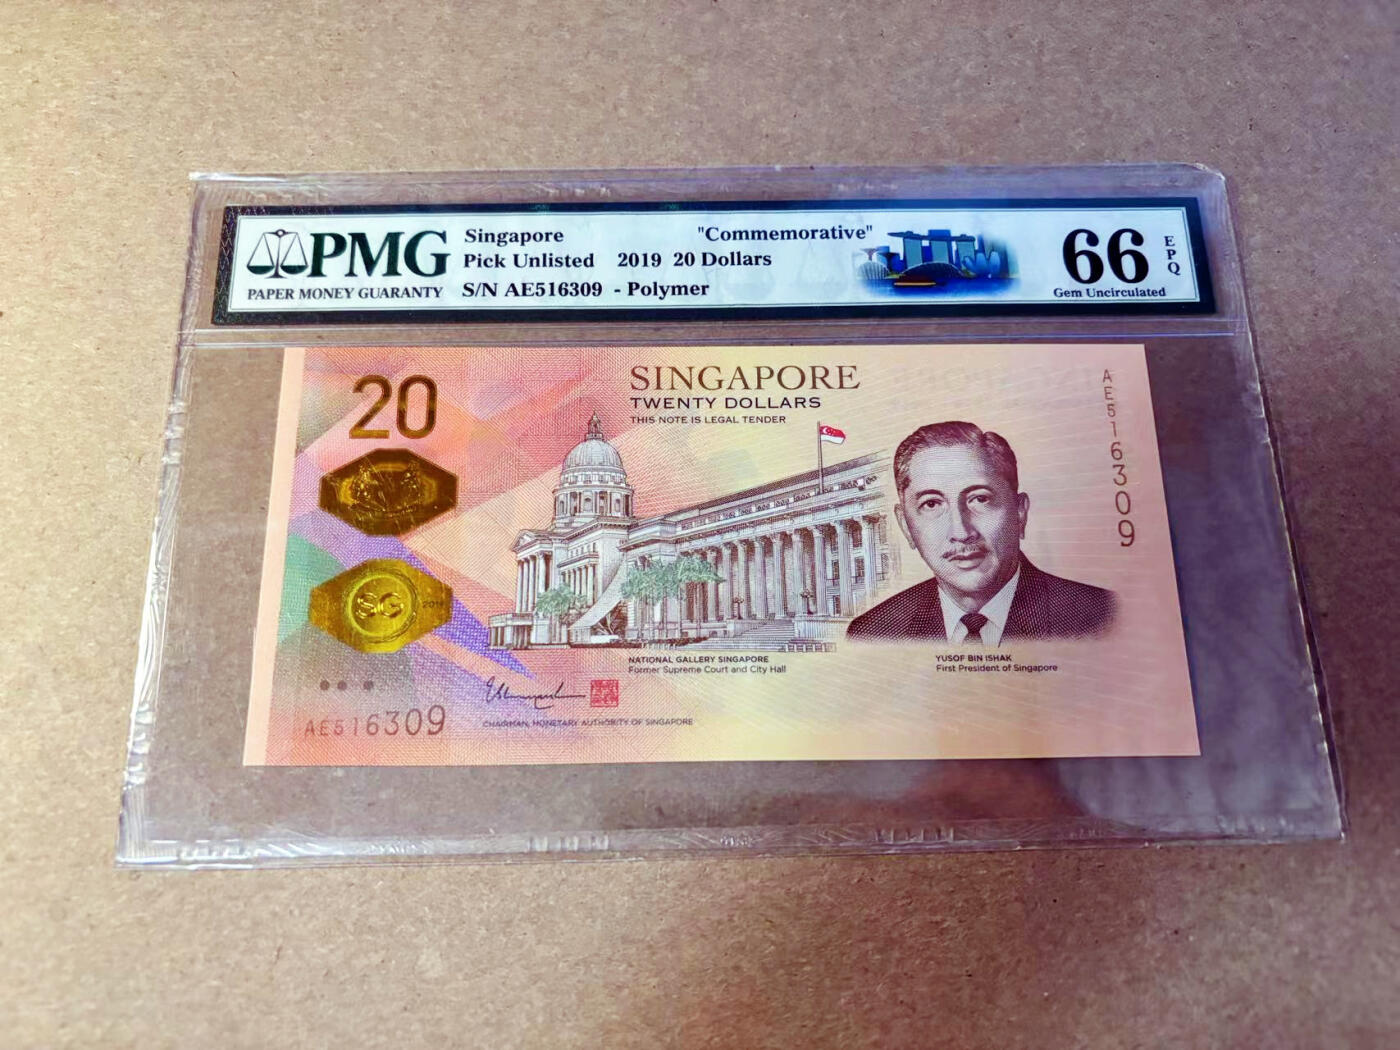 PMG
PAPER MONEY GUARANTY
Singapore "Commemorative"
Pick Unlisted 2019 20 Dollars
S/N AE516309 - Polymer
66
EPQ
Gem Uncirculated
20
SINGAPORE
TWENTY DOLLARS
THIS NOTE IS LEGAL TENDER
AE516309
SG
2019
NATIONAL GALLERY SINGAPORE
Former Supreme Court and City Hall
YUSOF BIN ISHAK
First President of Singapore
AE516309
CHAIRMAN, MONETARY AUTHORITY OF SINGAPORE